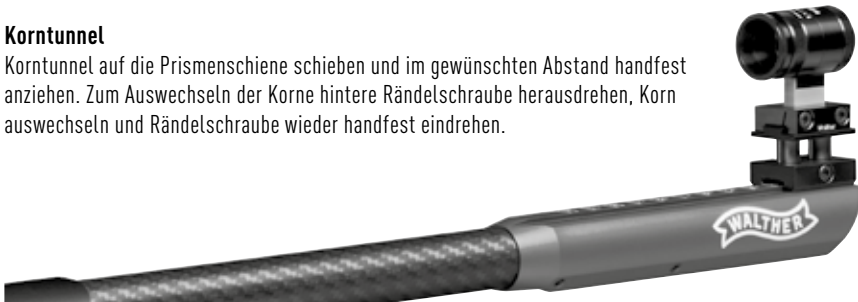 Korntunnel
Korntunnel auf die Prismenschiene schieben und im gewünschten Abstand handfest
anziehen. Zum Auswechseln der Korne hintere Rändelschraube herausdrehen, Korn
auswechseln und Rändelschraube wieder handfest eindrehen.
WALTHER